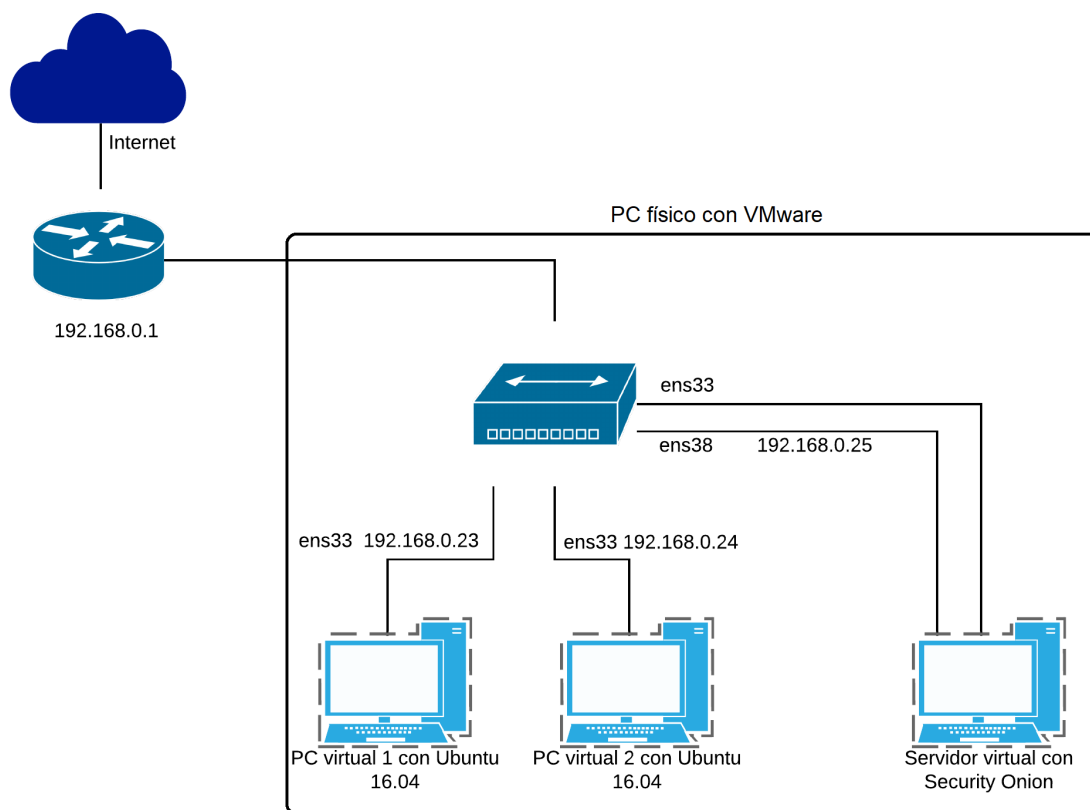 Internet
PC físico con VMware
192.168.0.1
ens33
ens38 192.168.0.25
ens33 192.168.0.23
ens33 192.168.0.24
PC virtual 1 con Ubuntu
16.04
PC virtual 2 con Ubuntu
16.04
Servidor virtual con
Security Onion